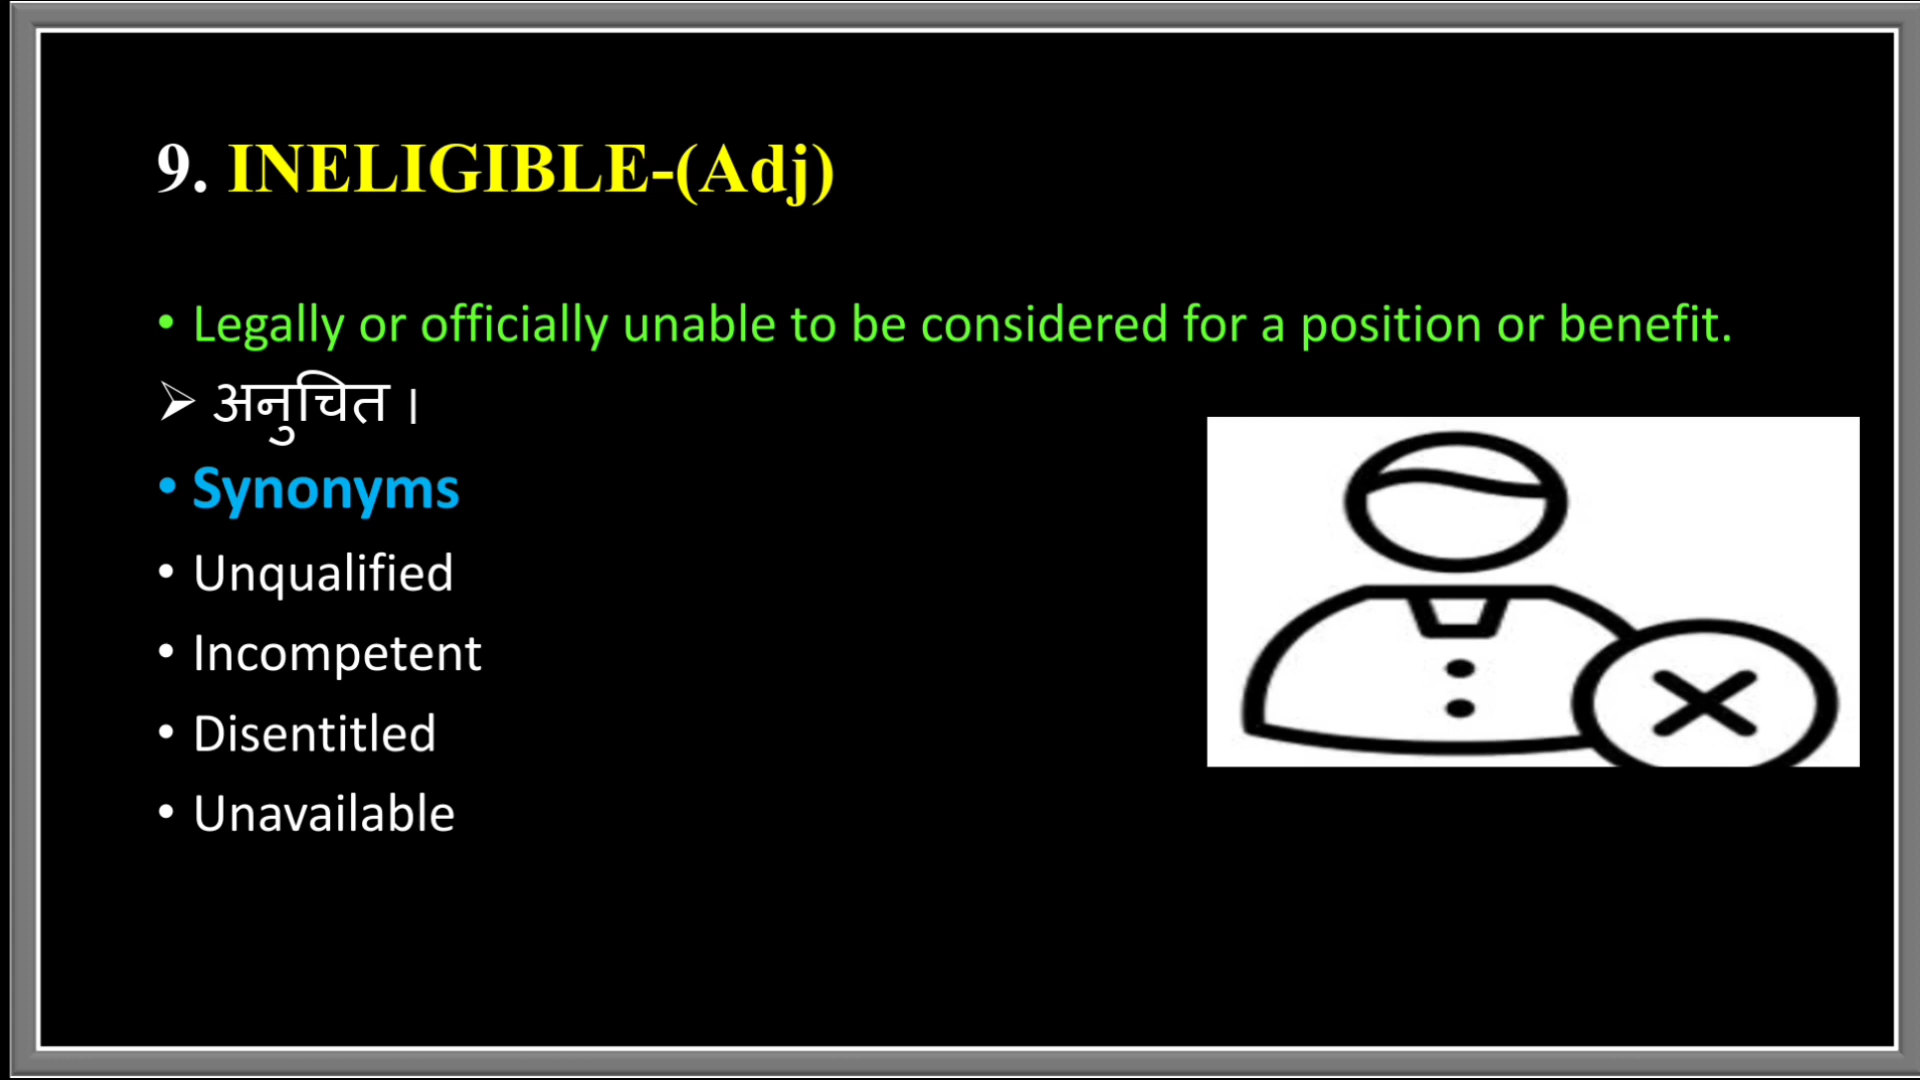 9. INELIGIBLE-(Adj)
• Legally or officially unable to be considered for a position or benefit.
➢ अनुचित ।
• Synonyms
• Unqualified
• Incompetent
• Disentitled
• Unavailable